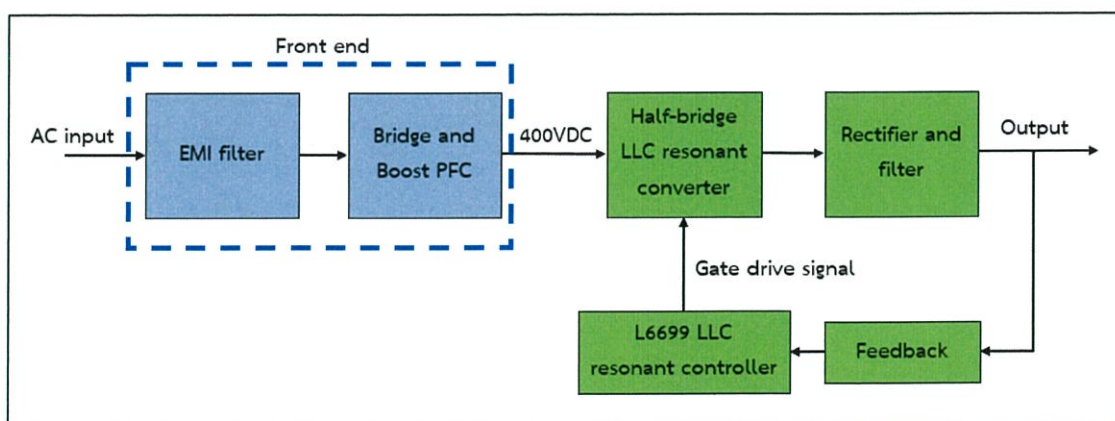 Front end
AC input
EMI filter
Bridge and
Boost PFC
400VDC
Half-bridge
LLC resonant
converter
Rectifier and
filter
Output
Gate drive signal
L6699 LLC
resonant controller
Feedback